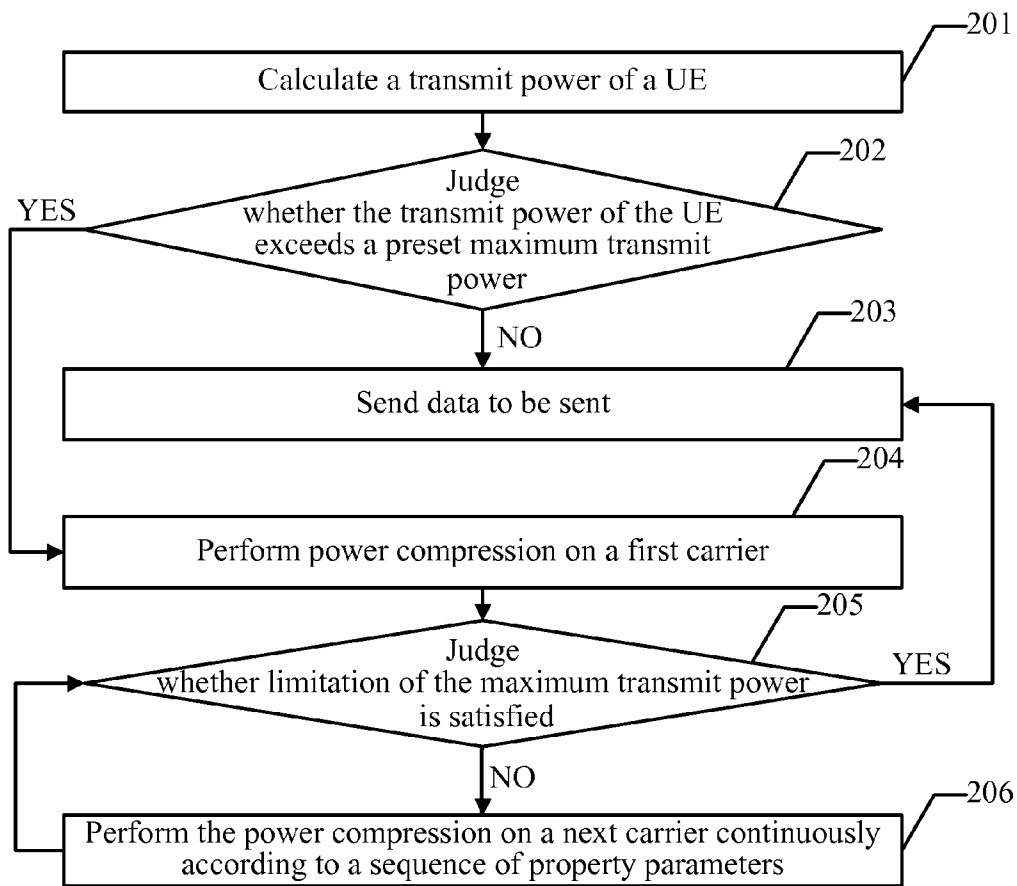 201
Calculate a transmit power of a UE
202
Judge
whether the transmit power of the UE
exceeds a preset maximum transmit
power
YES
NO
203
Send data to be sent
204
Perform power compression on a first carrier
205
Judge
whether limitation of the maximum transmit power
is satisfied
YES
NO
206
Perform the power compression on a next carrier continuously
according to a sequence of property parameters